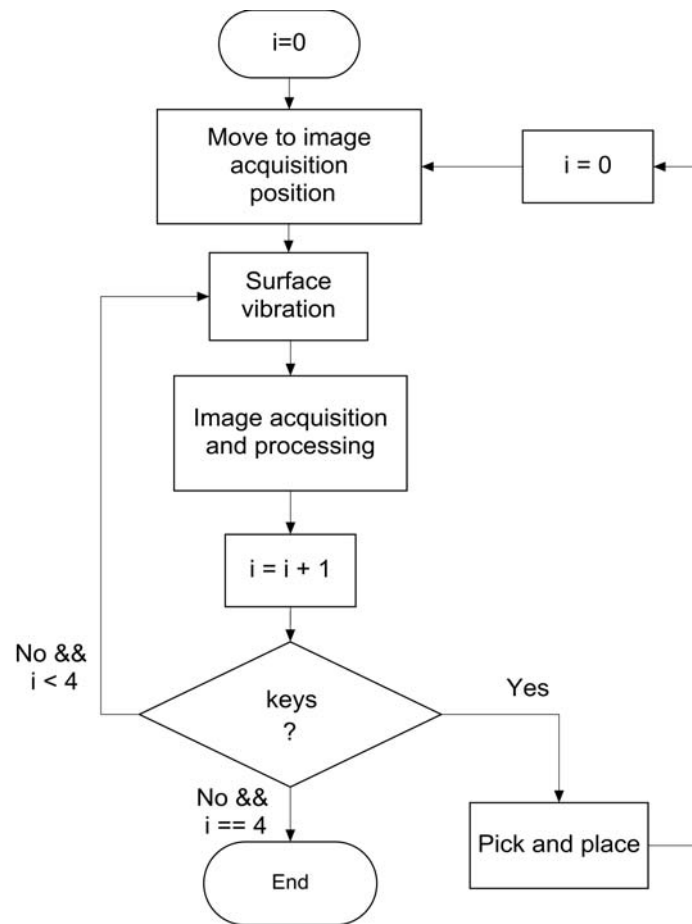 i=0
Move to image
acquisition
position
i = 0
Surface
vibration
Image acquisition
and processing
i = i + 1
No &&
i < 4
keys
?
Yes
No &&
i == 4
Pick and place
End